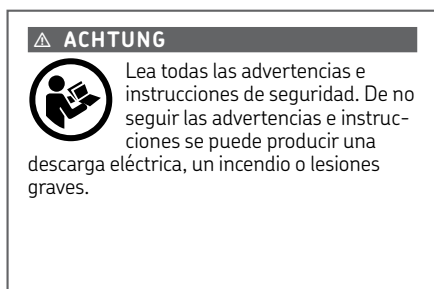 ⚠ ACHTUNG
Lea todas las advertencias e
instrucciones de seguridad. De no
seguir las advertencias e instruc-
ciones se puede producir una
descarga eléctrica, un incendio o lesiones
graves.